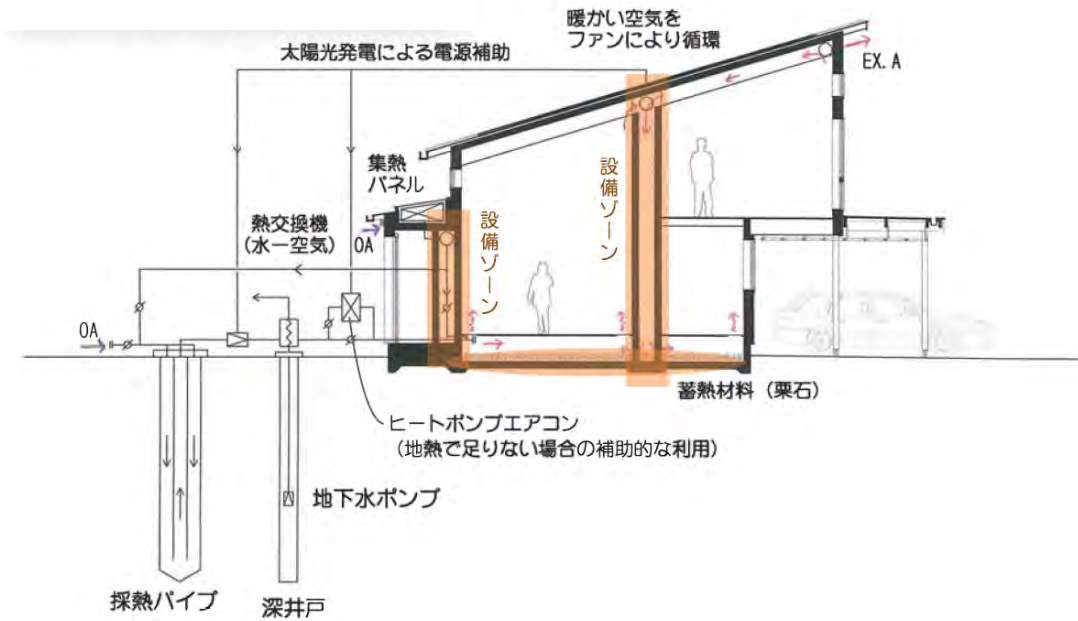 暖かい空気を
ファンにより循環
太陽光発電による電源補助
EX. A
集熱
パネル
設備ゾーン
設備ゾーン
熱交換機
(水ー空気)
OA
OA
蓄熱材料（栗石）
ヒートポンプエアコン
(地熱で足りない場合の補助的な利用)
地下水ポンプ
採熱パイプ
深井戸